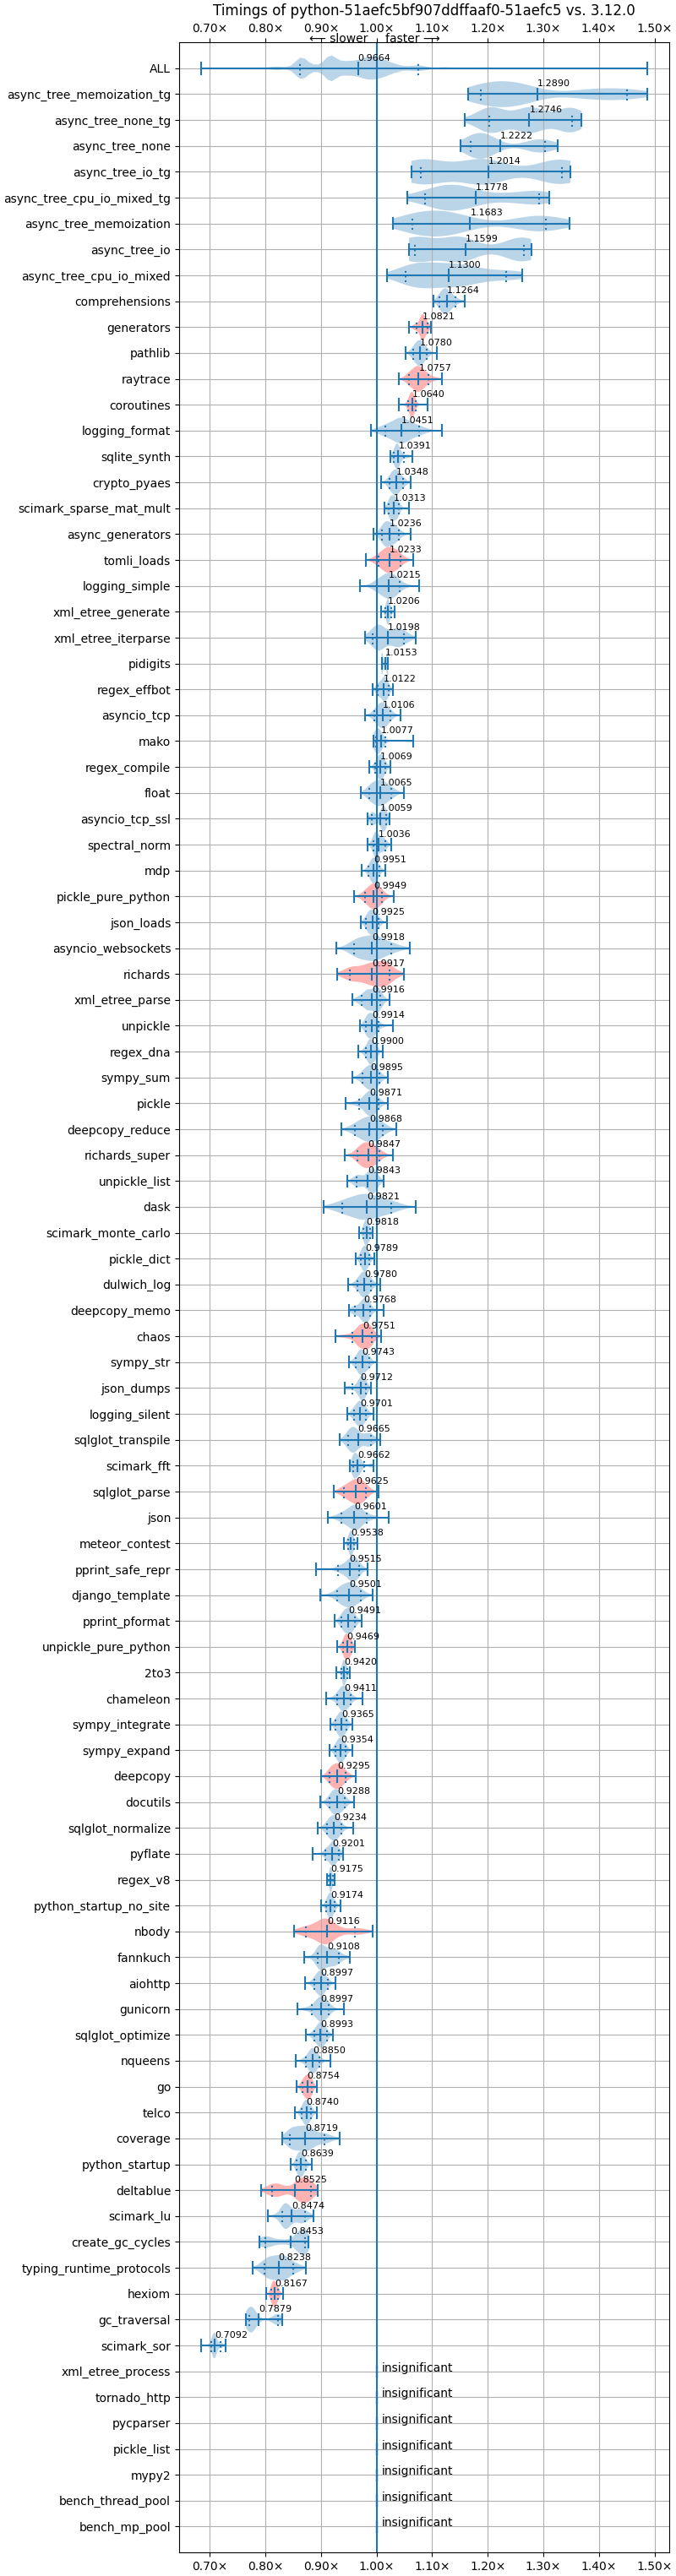 Timings of python-51aefc5bf907ddffaaf0-51aefc5 vs. 3.12.0
0.70× 0.80× 0.90× 1.00× 1.10× 1.20× 1.30× 1.40× 1.50×
⟵ slower faster ⟶
ALL 0.9664
async_tree_memoization_tg 1.2890
async_tree_none_tg 1.2746
async_tree_none 1.2222
async_tree_io_tg 1.2014
async_tree_cpu_io_mixed_tg 1.1778
async_tree_memoization 1.1683
async_tree_io 1.1599
async_tree_cpu_io_mixed 1.1300
comprehensions 1.1264
generators 1.0821
pathlib 1.0780
raytrace 1.0757
coroutines 1.0640
logging_format 1.0451
sqlite_synth 1.0391
crypto_pyaes 1.0348
scimark_sparse_mat_mult 1.0313
async_generators 1.0236
tomli_loads 1.0233
logging_simple 1.0215
xml_etree_generate 1.0206
xml_etree_iterparse 1.0198
pidigits 1.0153
regex_effbot 1.0122
asyncio_tcp 1.0106
mako 1.0077
regex_compile 1.0069
float 1.0065
asyncio_tcp_ssl 1.0059
spectral_norm 1.0036
mdp 0.9951
pickle_pure_python 0.9949
json_loads 0.9925
asyncio_websockets 0.9918
richards 0.9917
xml_etree_parse 0.9916
unpickle 0.9914
regex_dna 0.9900
sympy_sum 0.9895
pickle 0.9871
deepcopy_reduce 0.9868
richards_super 0.9847
unpickle_list 0.9843
dask 0.9821
scimark_monte_carlo 0.9818
pickle_dict 0.9789
dulwich_log 0.9780
deepcopy_memo 0.9768
chaos 0.9751
sympy_str 0.9743
json_dumps 0.9712
logging_silent 0.9701
sqlglot_transpile 0.9665
scimark_fft 0.9662
sqlglot_parse 0.9625
json 0.9601
meteor_contest 0.9538
pprint_safe_repr 0.9515
django_template 0.9501
pprint_pformat 0.9491
unpickle_pure_python 0.9469
2to3 0.9420
chameleon 0.9411
sympy_integrate 0.9365
sympy_expand 0.9354
deepcopy 0.9295
docutils 0.9288
sqlglot_normalize 0.9234
pyflate 0.9201
regex_v8 0.9175
python_startup_no_site 0.9174
nbody 0.9116
fannkuch 0.9108
aiohttp 0.8997
gunicorn 0.8997
sqlglot_optimize 0.8993
nqueens 0.8850
go 0.8754
telco 0.8740
coverage 0.8719
python_startup 0.8639
deltablue 0.8525
scimark_lu 0.8474
create_gc_cycles 0.8453
typing_runtime_protocols 0.8238
hexiom 0.8167
gc_traversal 0.7879
scimark_sor 0.7092
xml_etree_process insignificant
tornado_http insignificant
pycparser insignificant
pickle_list insignificant
mypy2 insignificant
bench_thread_pool insignificant
bench_mp_pool insignificant
0.70× 0.80× 0.90× 1.00× 1.10× 1.20× 1.30× 1.40× 1.50×